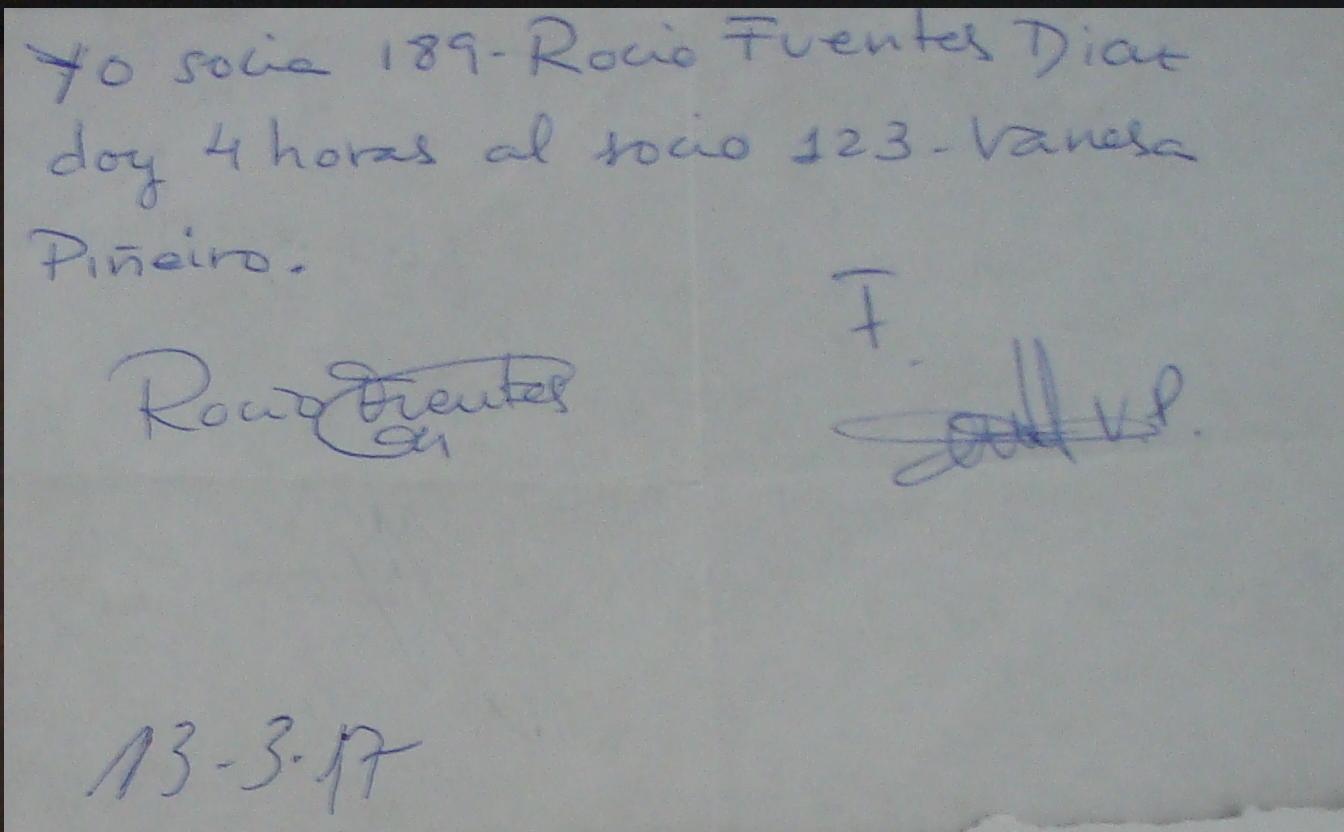 Yo socia 189-Rocio Fuentes Diaz
doy 4 horas al socio 123-Vanesa
Piñeiro.
F.
Rocio Fuentes
V.P.
13-3-17